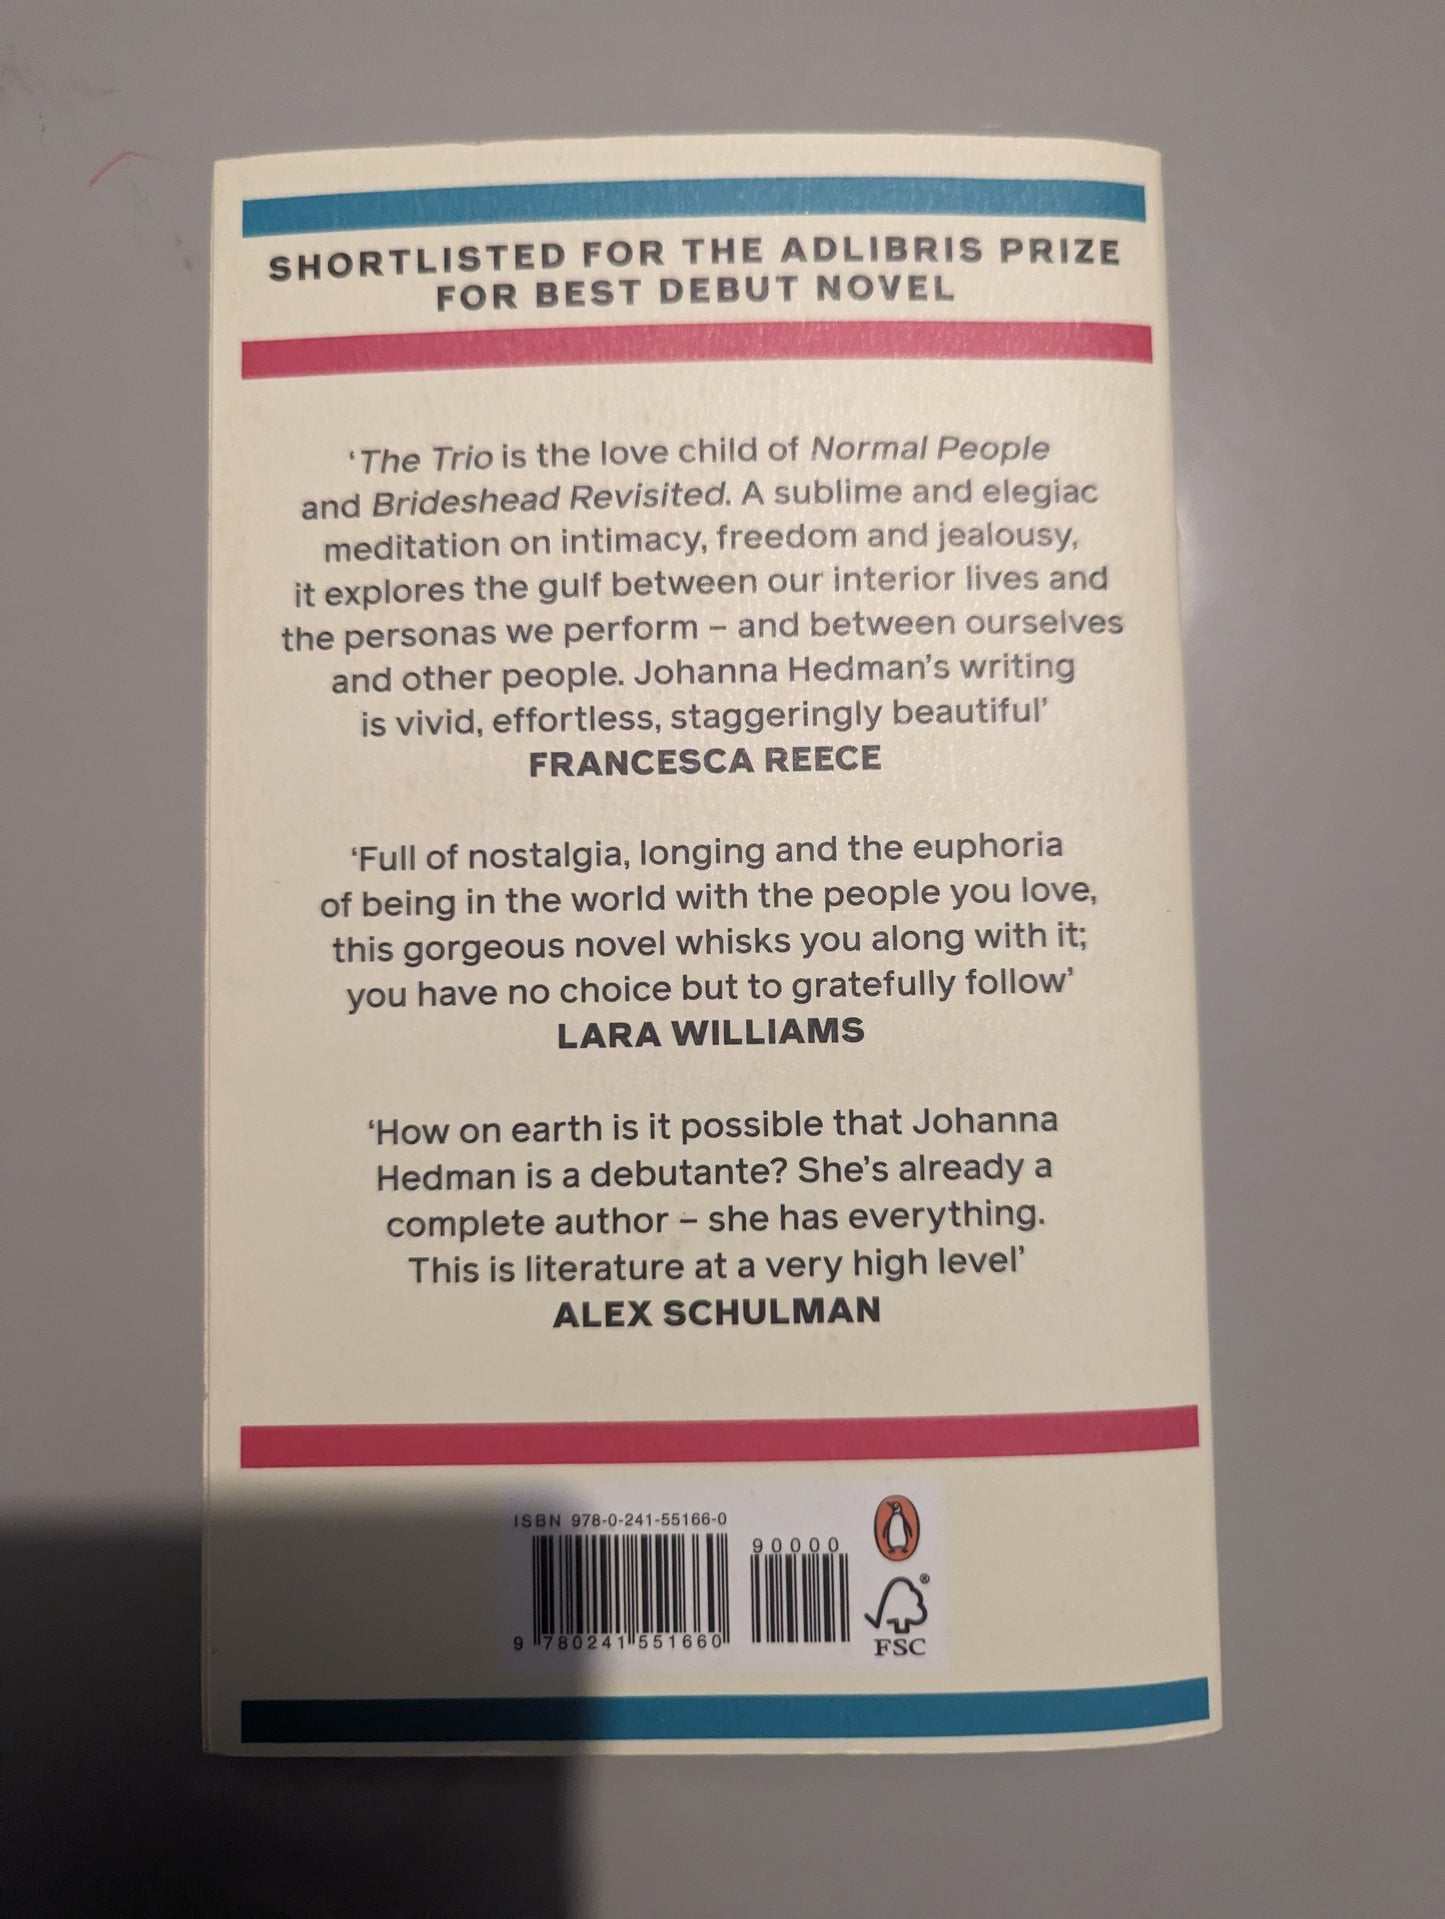 SHORTLISTED FOR THE ADLIBRIS PRIZE
FOR BEST DEBUT NOVEL
‘The Trio is the love child of Normal People
and Brideshead Revisited. A sublime and elegiac
meditation on intimacy, freedom and jealousy,
it explores the gulf between our interior lives and
the personas we perform – and between ourselves
and other people. Johanna Hedman’s writing
is vivid, effortless, staggeringly beautiful’
FRANCESCA REECE
‘Full of nostalgia, longing and the euphoria
of being in the world with the people you love,
this gorgeous novel whisks you along with it;
you have no choice but to gratefully follow’
LARA WILLIAMS
‘How on earth is it possible that Johanna
Hedman is a debutante? She’s already a
complete author – she has everything.
This is literature at a very high level’
ALEX SCHULMAN
ISBN 978-0-241-55166-0
90000
9 780241 551660
®
FSC